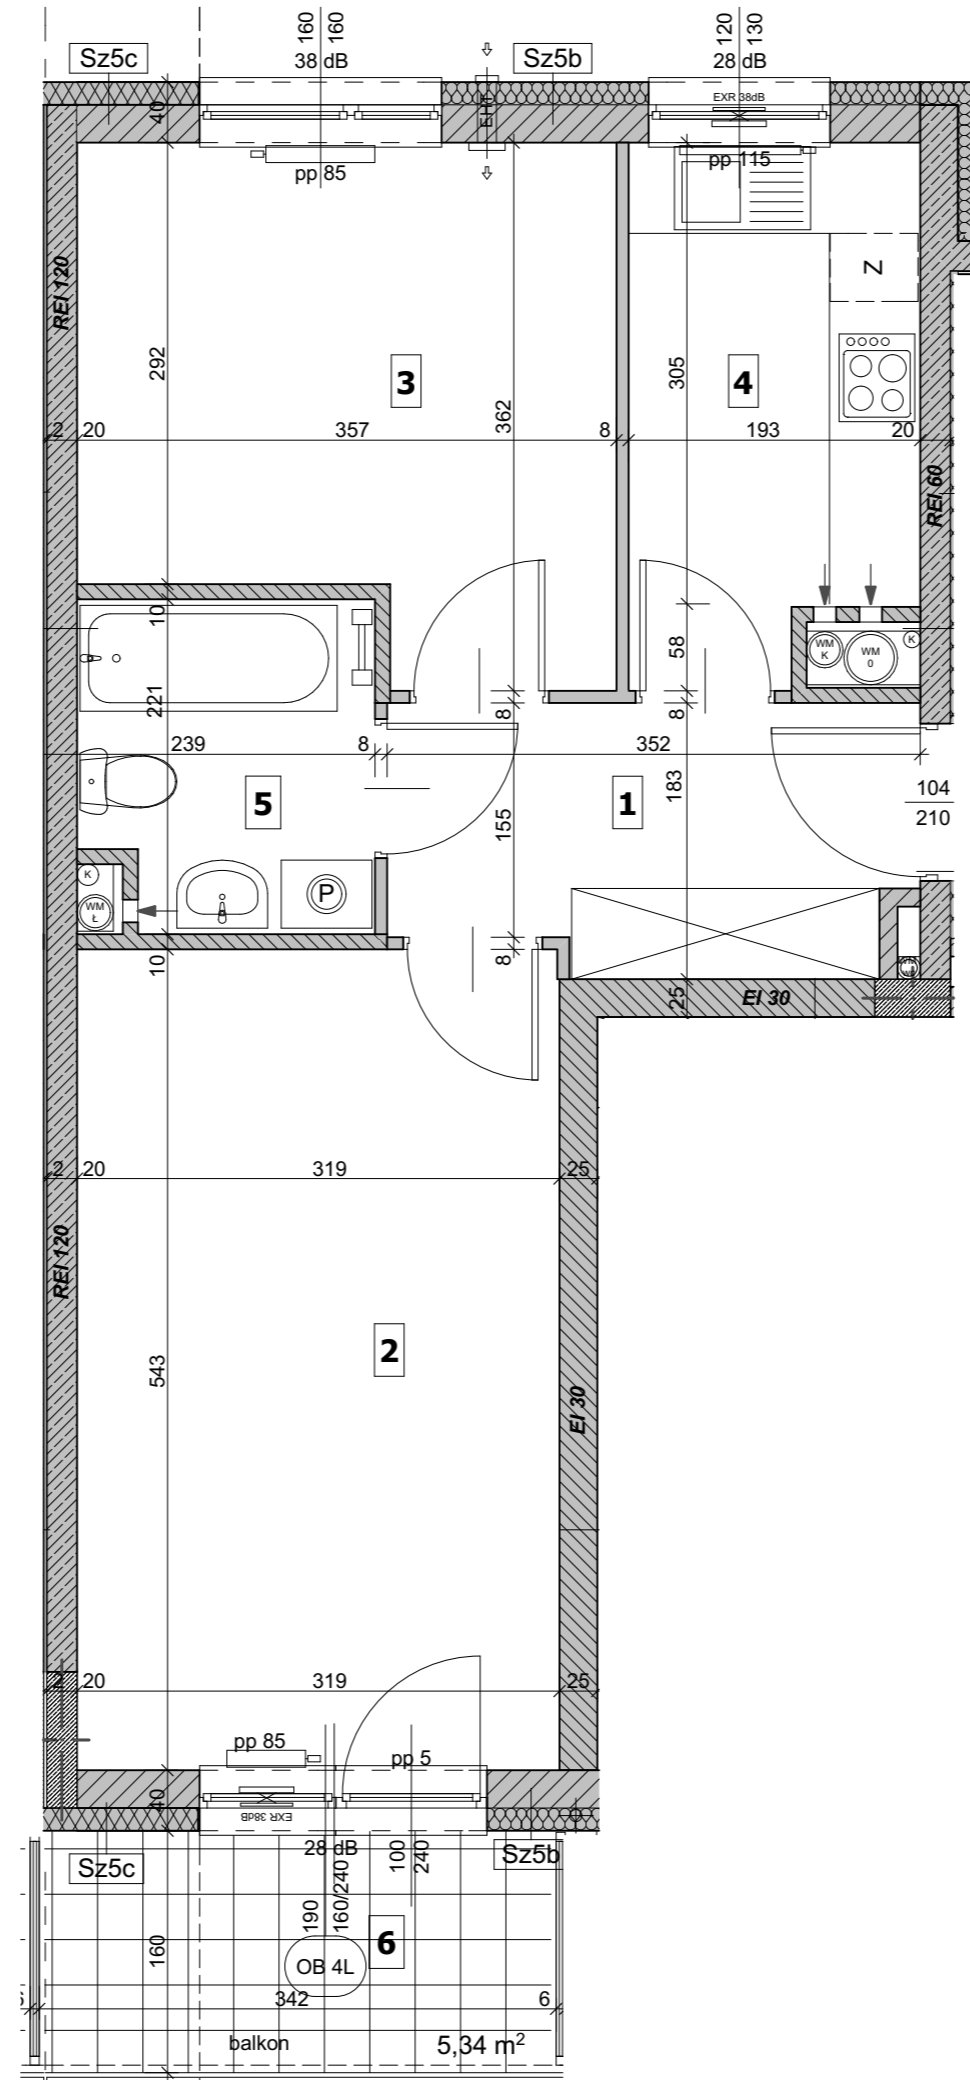 160
160
120
130
Sz5c
38 dB
Sz5b
28 dB
EXR 38dB
EHT
40
pp 85
pp 115
REI 120
Z
292
3
305
4
362
2
20
357
8
193
20
REI 60
10
58
WM
K
WM
0
K
221
8
8
239
8
352
183
104
210
5
1
155
K
WM
Ł
P
10
8
25
EI 30
2
20
319
25
REI 120
2
543
EI 30
2
20
319
25
pp 85
pp 5
40
EXR 38dB
28 dB
Sz5c
Sz5b
190
160/240
100
240
6
160
OB 4L
342
6
balkon
5,34 m²